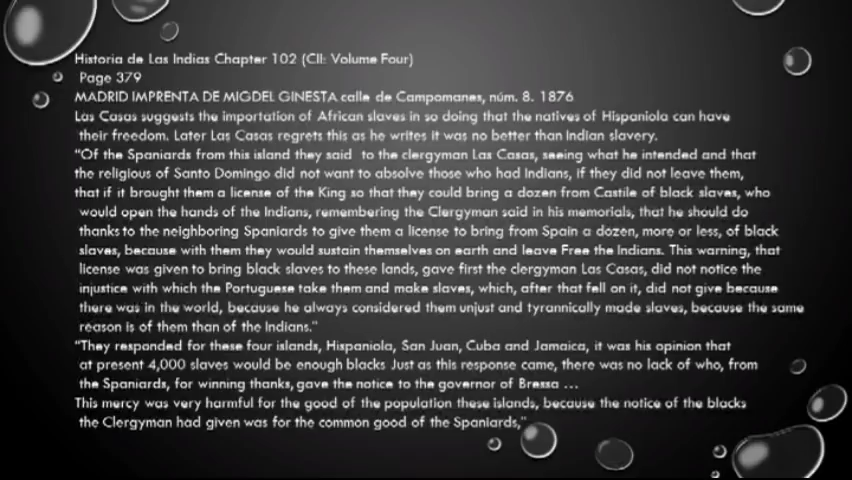 Historia de Las Indias Chapter 102 (CII: Volume Four)
Page 379
MADRID IMPRENTA DE MIGDEL GINESTA calle de Campomanes, núm. 8. 1876
Las Casas suggests the importation of African slaves in so doing that the natives of Hispaniola can have
their freedom. Later Las Casas regrets this as he writes it was no better than Indian slavery.
"Of the Spaniards from this island they said to the clergyman Las Casas, seeing what he intended and that
the religious of Santo Domingo did not want to absolve those who had Indians, if they did not leave them,
that if it brought them a license of the King so that they could bring a dozen from Castile of black slaves, who
would open the hands of the Indians, remembering the Clergyman said in his memorials, that he should do
thanks to the neighboring Spaniards to give them a license to bring from Spain a dozen, more or less, of black
slaves, because with them they would sustain themselves on earth and leave Free the Indians. This warning, that
license was given to bring black slaves to these lands, gave first the clergyman Las Casas, did not notice the
injustice with which the Portuguese take them and make slaves, which, after that fell on it, did not give because
there was in the world, because he always considered them unjust and tyrannically made slaves, because the same
reason is of them than of the Indians."
"They responded for these four islands, Hispaniola, San Juan, Cuba and Jamaica, it was his opinion that
at present 4,000 slaves would be enough blacks Just as this response came, there was no lack of who, from
the Spaniards, for winning thanks, gave the notice to the governor of Bressa ...
This mercy was very harmful for the good of the population these islands, because the notice of the blacks
the Clergyman had given was for the common good of the Spaniards,"